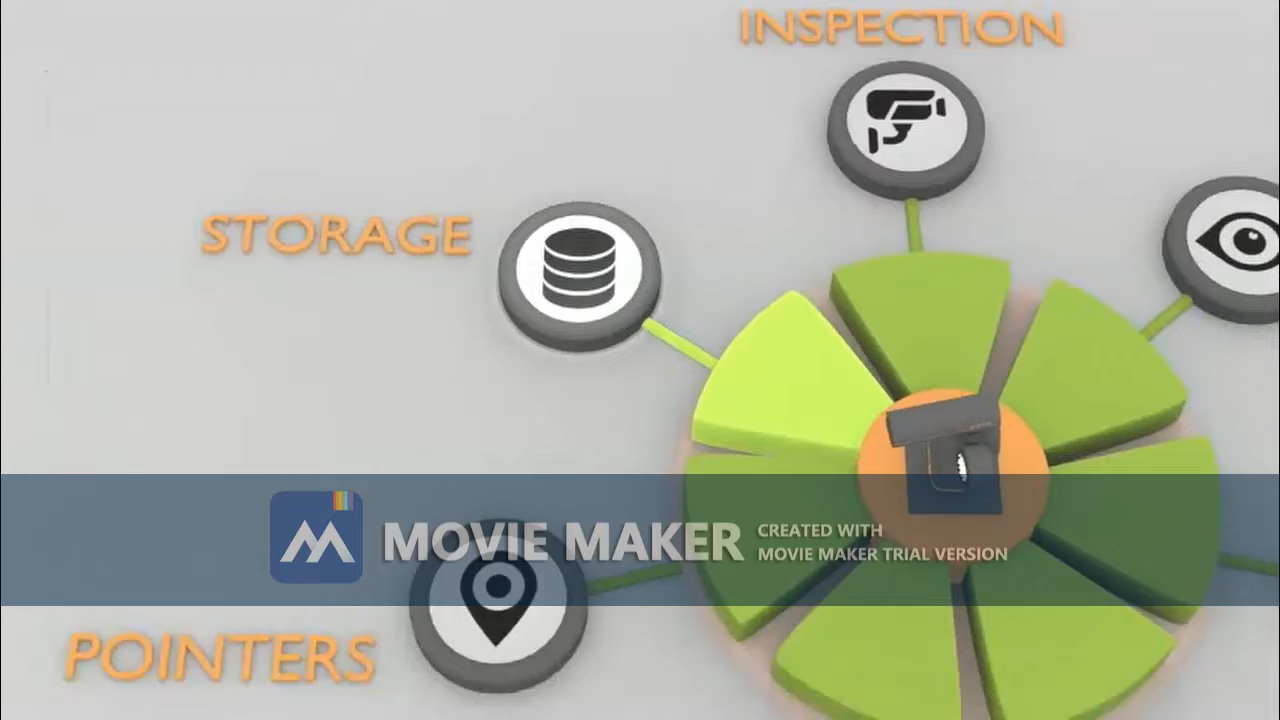 INSPECTION
STORAGE
MOVIE MAKER
CREATED WITH
MOVIE MAKER TRIAL VERSION
POINTERS